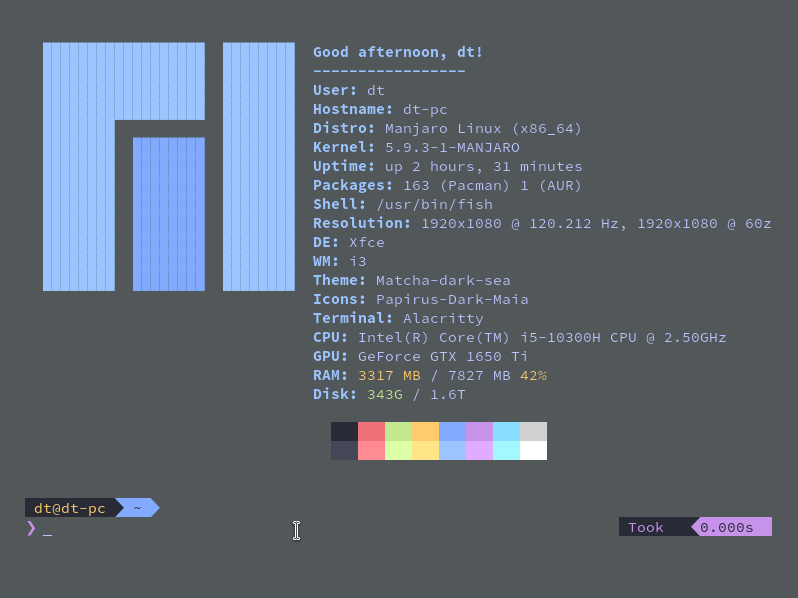 Good afternoon, dt!
-----------------
User: dt
Hostname: dt-pc
Distro: Manjaro Linux (x86_64)
Kernel: 5.9.3-1-MANJARO
Uptime: up 2 hours, 31 minutes
Packages: 163 (Pacman) 1 (AUR)
Shell: /usr/bin/fish
Resolution: 1920x1080 @ 120.212 Hz, 1920x1080 @ 60z
DE: Xfce
WM: i3
Theme: Matcha-dark-sea
Icons: Papirus-Dark-Maia
Terminal: Alacritty
CPU: Intel(R) Core(TM) i5-10300H CPU @ 2.50GHz
GPU: GeForce GTX 1650 Ti
RAM: 3317 MB / 7827 MB 42%
Disk: 343G / 1.6T
dt@dt-pc ~
❯ _ Took 0.000s